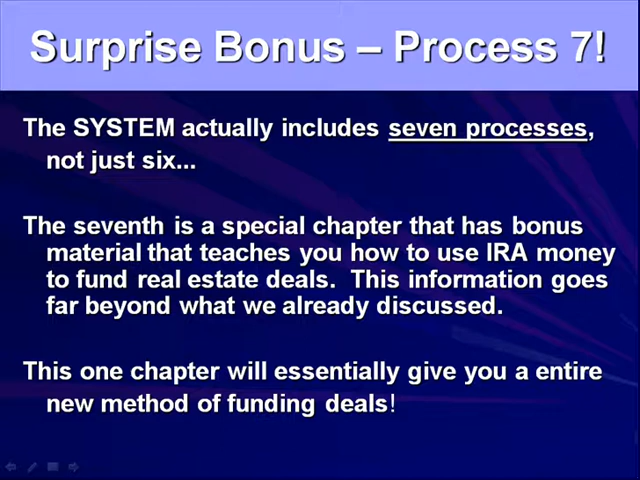 Surprise Bonus – Process 7!
The SYSTEM actually includes seven processes,
not just six...
The seventh is a special chapter that has bonus
material that teaches you how to use IRA money
to fund real estate deals. This information goes
far beyond what we already discussed.
This one chapter will essentially give you a entire
new method of funding deals!